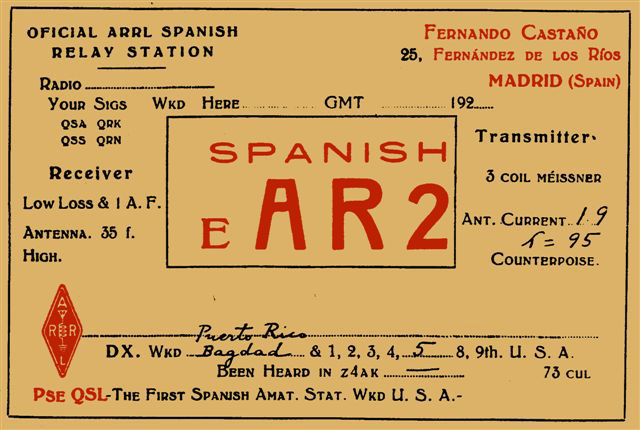 OFICIAL ARRL SPANISH
RELAY STATION
FERNANDO CASTAÑO
25, FERNÁNDEZ DE LOS RÍOS
MADRID (SPAIN)
RADIO
YOUR SIGS WKD HERE GMT 192
QSA QRK
QSS QRN
RECEIVER
LOW LOSS & 1 A. F.
ANTENNA. 35 f.
HIGH.
SPANISH
E AR2
TRANSMITTER
3 COIL MÉISSNER
ANT. CURRENT. 1.9
λ = 95
COUNTERPOISE.
A
R R
L
Puerto Rico
DX. WKD Bagdad & 1, 2, 3, 4, 5 8, 9th. U. S. A.
BEEN HEARD IN z4AK 73 CUL
PSE QSL-THE FIRST SPANISH AMAT. STAT. WKD U. S. A.-